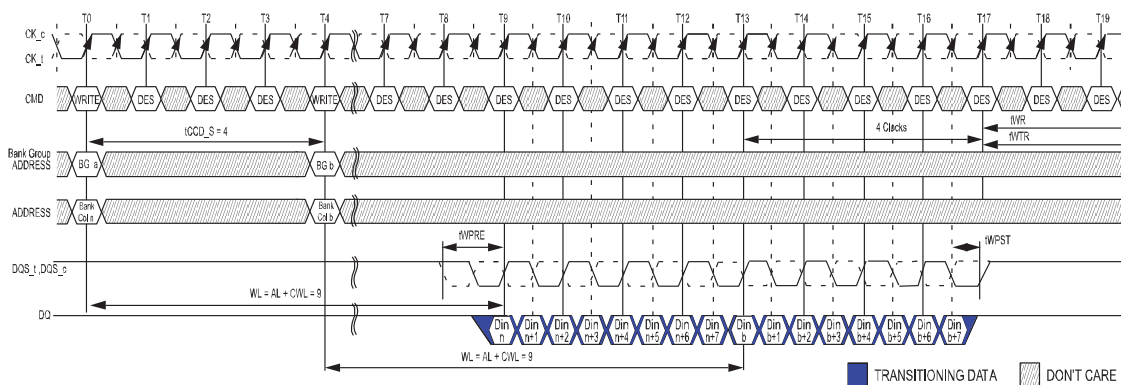 T0 T1 T2 T3 T4 T7 T8 T9 T10 T11 T12 T13 T14 T15 T16 T17 T18 T19
CK_c
CK_t
CMD WRITE DES DES DES WRITE DES DES DES DES DES DES DES DES DES DES DES DES DES
tCCD_S = 4
4 Clocks
tWR
tWTR
Bank Group
ADDRESS
BG a
BG b
ADDRESS
Bank
Col n
Bank
Col b
tWPRE
tWPST
DQS_t ,DQS_c
WL = AL + CWL = 9
DQ
Din Din Din Din Din Din Din Din Din Din Din Din Din Din Din Din
n n+1 n+2 n+3 n+4 n+5 n+6 n+7 b b+1 b+2 b+3 b+4 b+5 b+6 b+7
WL = AL + CWL = 9
TRANSITIONING DATA
DON'T CARE